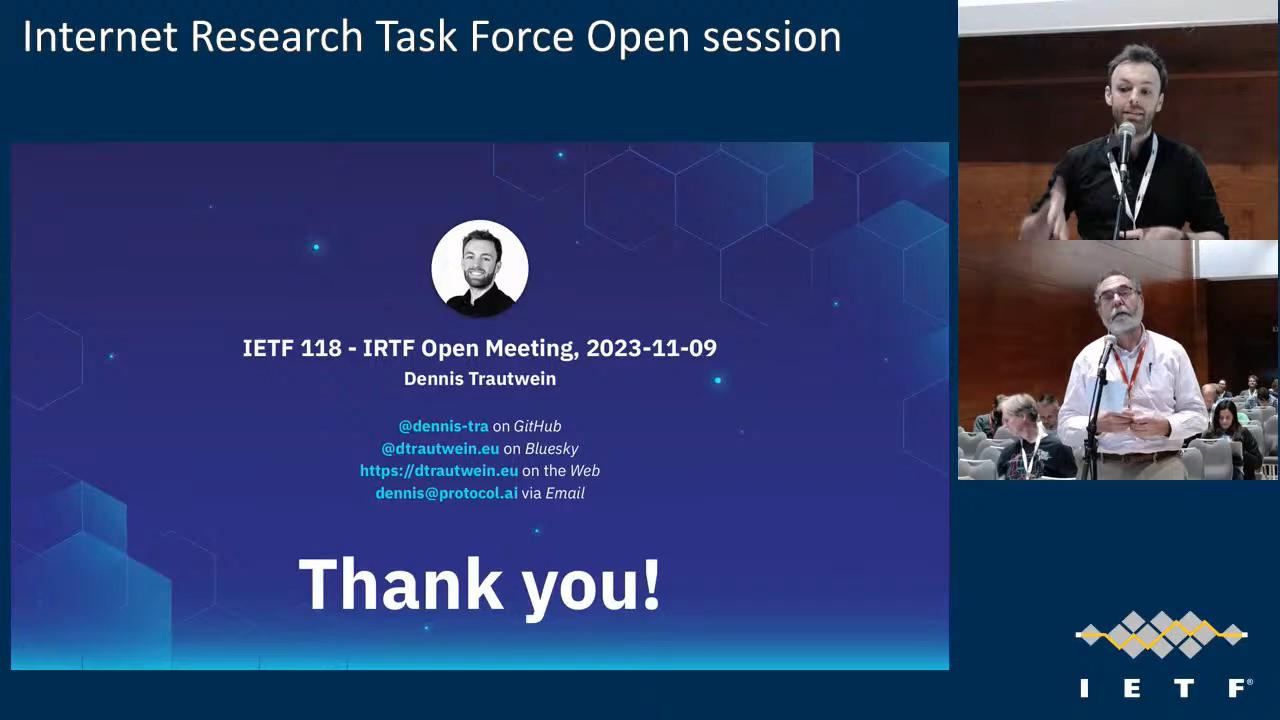 Internet Research Task Force Open session
IETF 118 - IRTF Open Meeting, 2023-11-09
Dennis Trautwein
@dennis-tra on GitHub
@dtrautwein.eu on Bluesky
https://dtrautwein.eu on the Web
dennis@protocol.ai via Email
Thank you!
I E T F®